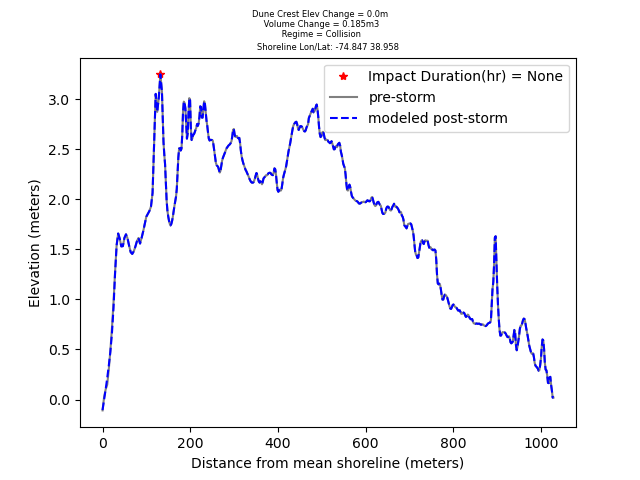 Dune Crest Elev Change = 0.0m
Volume Change = 0.185m3
Regime = Collision
Shoreline Lon/Lat: -74.847 38.958
Impact Duration(hr) = None
pre-storm
modeled post-storm
Elevation (meters)
3.0
2.5
2.0
1.5
1.0
0.5
0.0
0 200 400 600 800 1000
Distance from mean shoreline (meters)